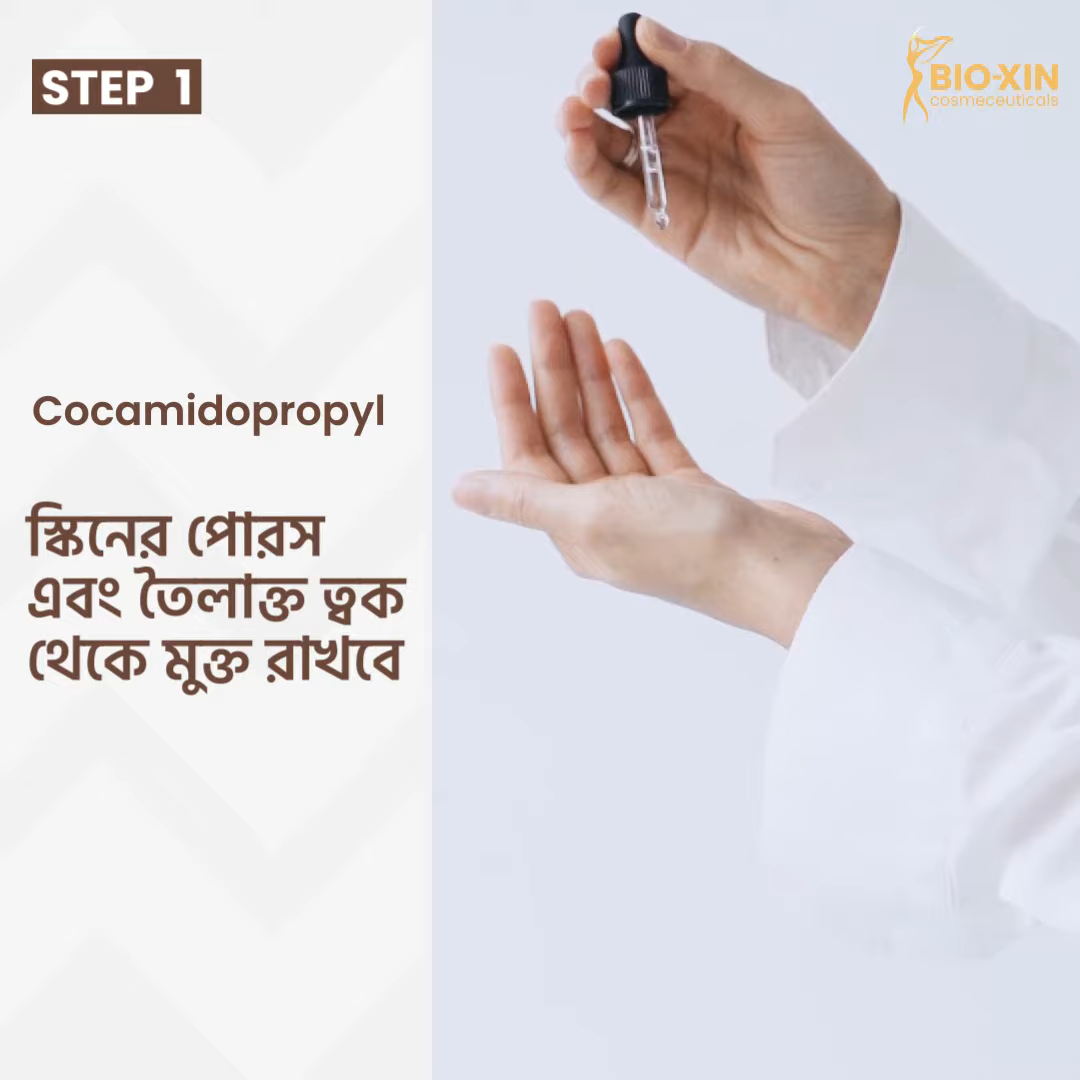 STEP 1
BIO-XIN
cosmeceuticals
Cocamidopropyl
স্কিনের পোরস
এবং তৈলাক্ত ত্বক
থেকে মুক্ত রাখবে